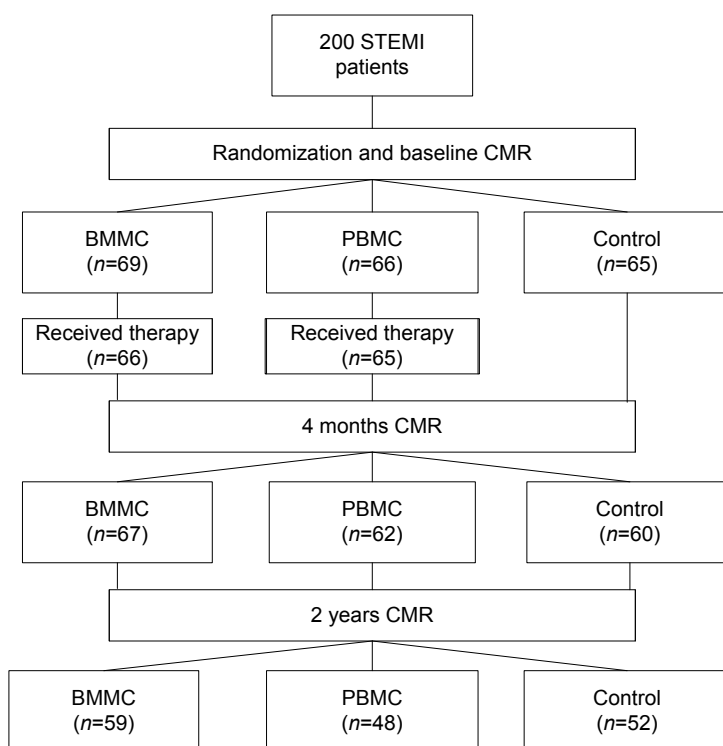 200 STEMI
patients
Randomization and baseline CMR
BMMC
(n=69)
PBMC
(n=66)
Control
(n=65)
Received therapy
(n=66)
Received therapy
(n=65)
4 months CMR
BMMC
(n=67)
PBMC
(n=62)
Control
(n=60)
2 years CMR
BMMC
(n=59)
PBMC
(n=48)
Control
(n=52)